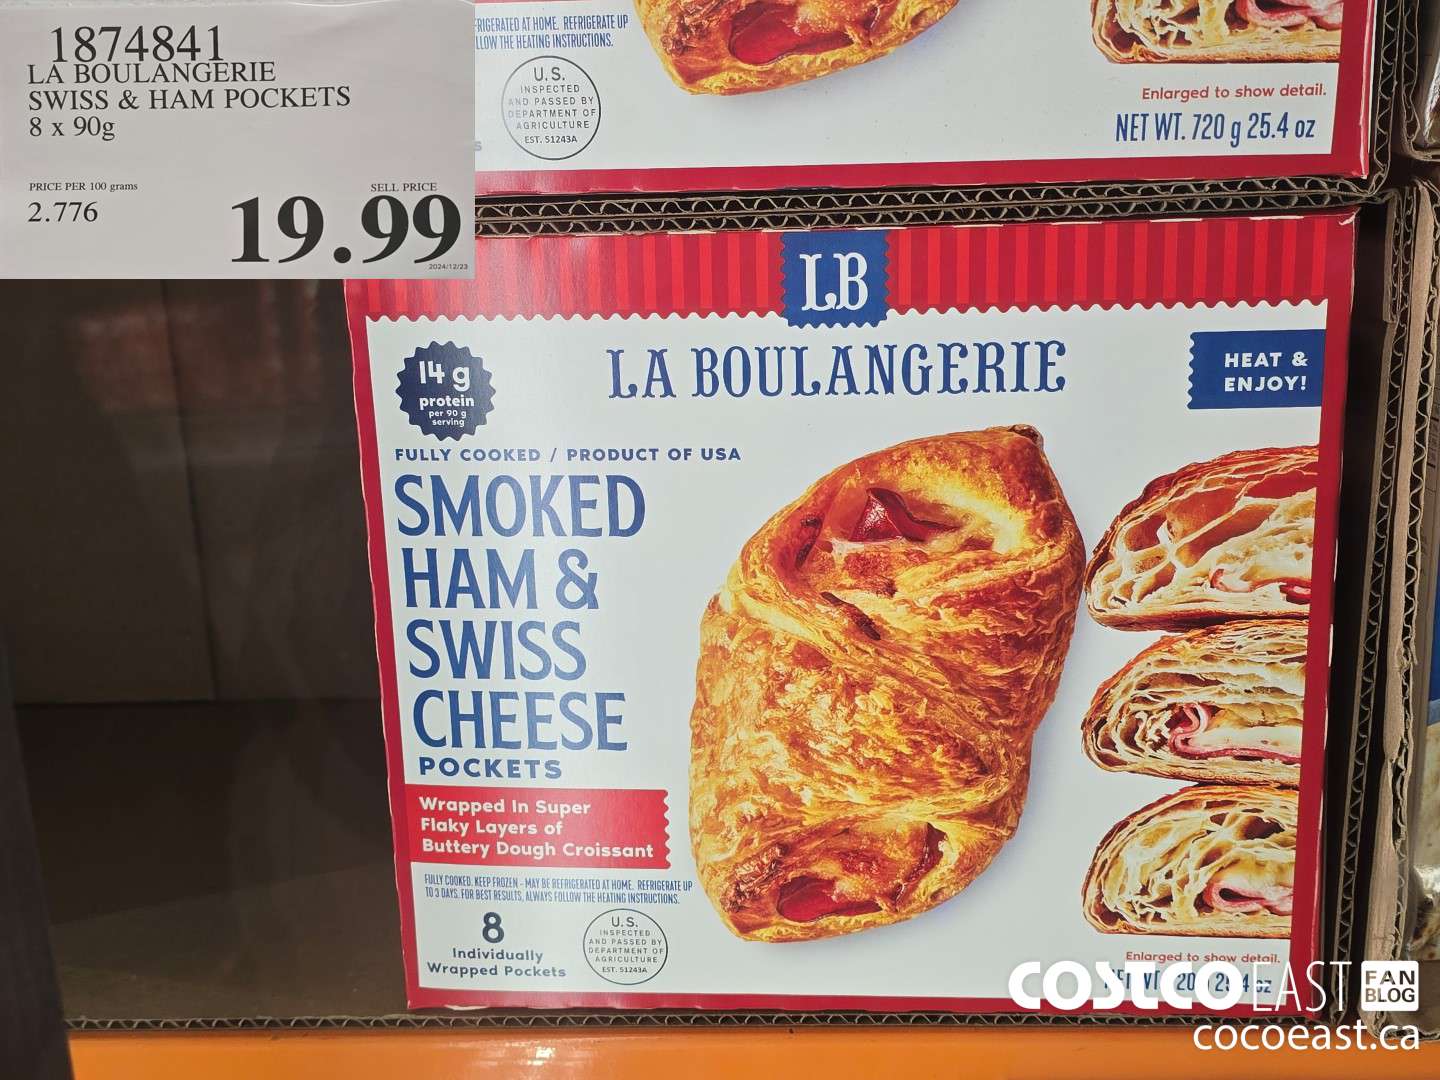 1874841
LA BOULANGERIE
SWISS & HAM POCKETS
8 x 90g
PRICE PER 100 grams
2.776
SELL PRICE
19.99
2024/12/23
FRIGERATED AT HOME. REFRIGERATE UP
LLOW THE HEATING INSTRUCTIONS.
U.S.
INSPECTED
AND PASSED BY
DEPARTMENT OF
AGRICULTURE
EST. 51243A
Enlarged to show detail.
NET WT. 720 g 25.4 oz
LB
LA BOULANGERIE
HEAT &
ENJOY!
14 g
protein
per 90 g
serving
FULLY COOKED / PRODUCT OF USA
SMOKED
HAM &
SWISS
CHEESE
POCKETS
Wrapped In Super
Flaky Layers of
Buttery Dough Croissant
FULLY COOKED. KEEP FROZEN - MAY BE REFRIGERATED AT HOME. REFRIGERATE UP
TO 3 DAYS. FOR BEST RESULTS, ALWAYS FOLLOW THE HEATING INSTRUCTIONS.
8
Individually
Wrapped Pockets
U.S.
INSPECTED
AND PASSED BY
DEPARTMENT OF
AGRICULTURE
EST. 51243A
Enlarged to show detail.
COSTCO EAST FAN BLOG
cocoeast.ca